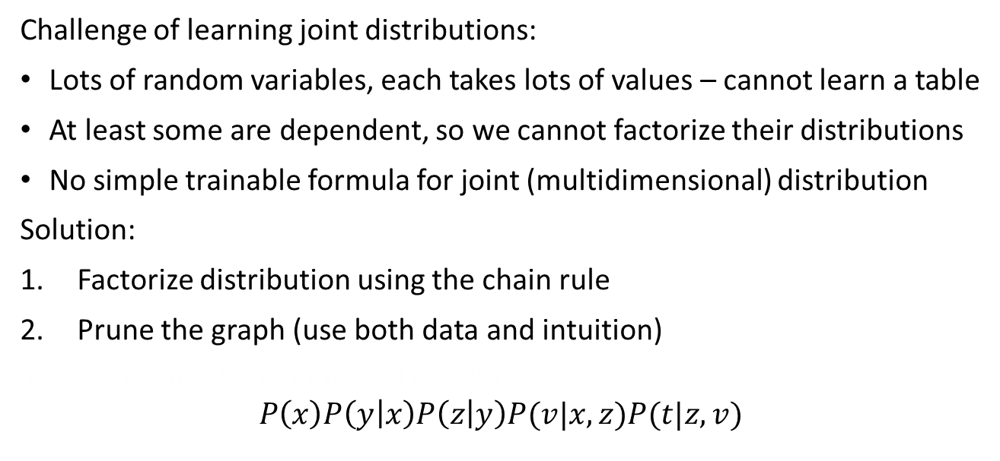 Challenge of learning joint distributions:
• Lots of random variables, each takes lots of values – cannot learn a table
• At least some are dependent, so we cannot factorize their distributions
• No simple trainable formula for joint (multidimensional) distribution
Solution:
1. Factorize distribution using the chain rule
2. Prune the graph (use both data and intuition)
P(x)P(y|x)P(z|y)P(v|x, z)P(t|z, v)